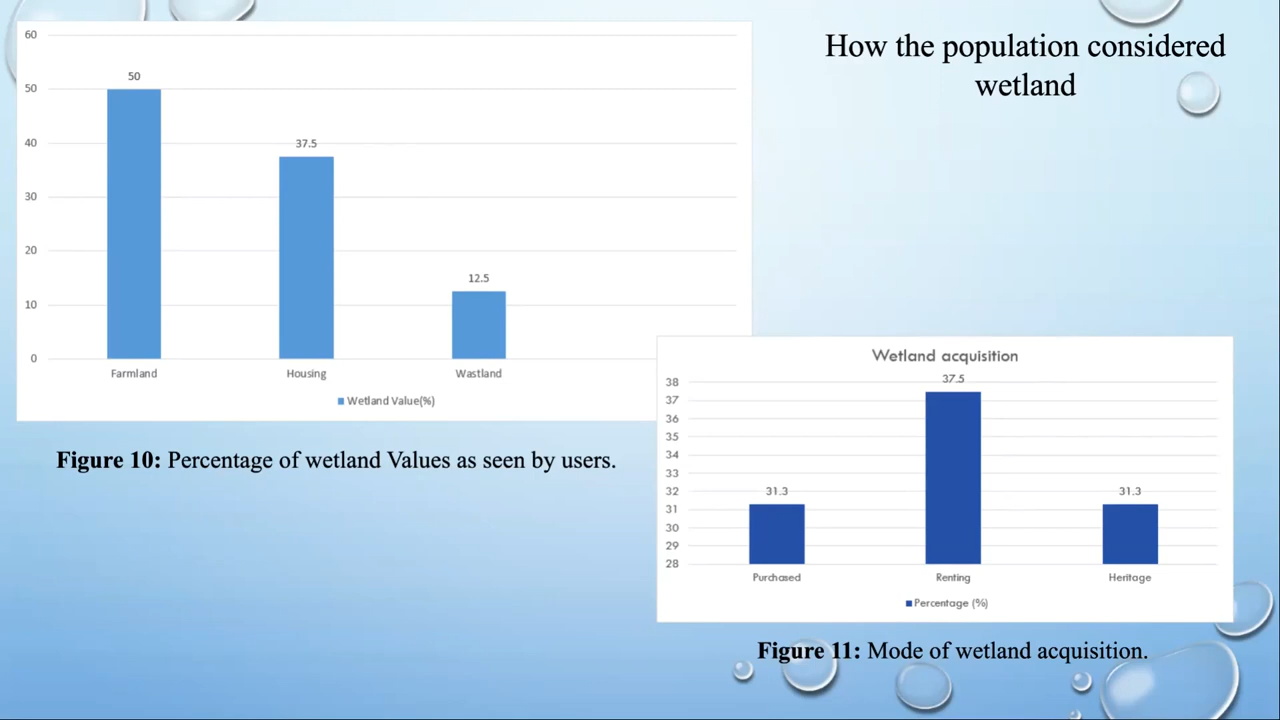 How the population considered
wetland
60
50
40
30
20
10
0
50
37.5
12.5
Farmland
Housing
Wastland
Wetland Value(%)
Figure 10: Percentage of wetland Values as seen by users.
Wetland acquisition
38
37
36
35
34
33
32
31
30
29
28
31.3
37.5
31.3
Purchased
Renting
Heritage
Percentage (%)
Figure 11: Mode of wetland acquisition.